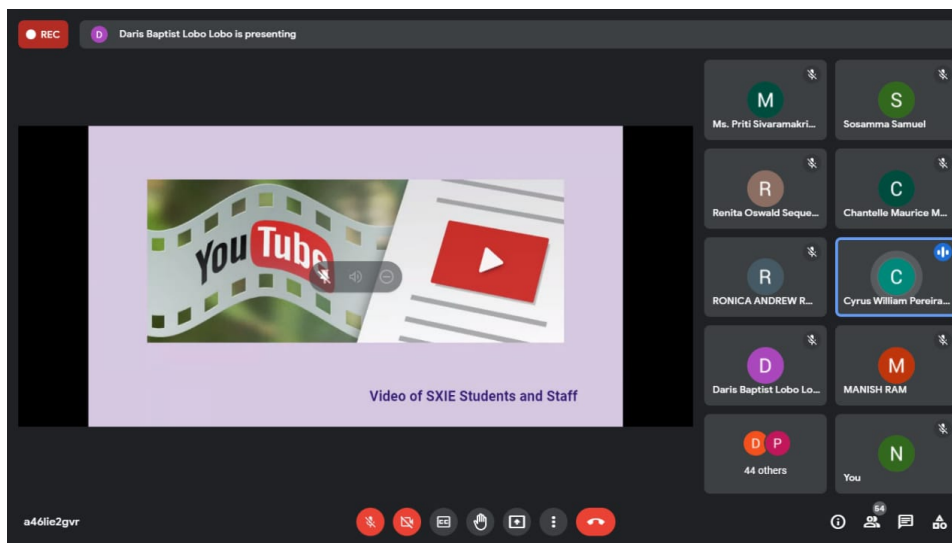 REC
D
Daris Baptist Lobo Lobo is presenting
YouTube
Video of SXIE Students and Staff
M
Ms. Priti Sivaramakri...
S
Sosamma Samuel
R
Renita Oswald Seque...
C
Chantelle Maurice M...
R
RONICA ANDREW R...
C
Cyrus William Pereira...
D
Daris Baptist Lobo Lo...
M
MANISH RAM
D P
44 others
N
You
a46lie2gvr
CC
54